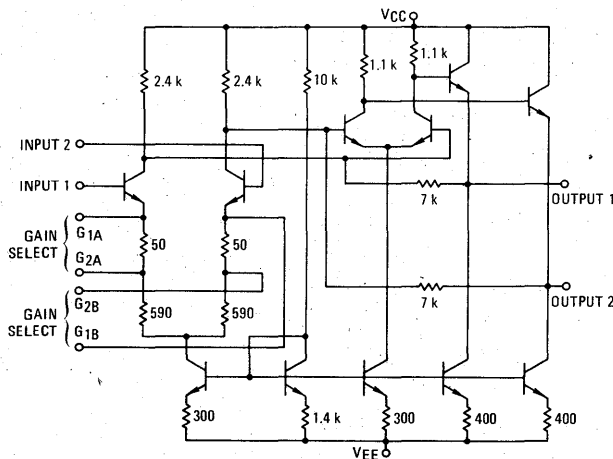 VCC
1.1 k
1.1 k
2.4 k
2.4 k
10 k
INPUT 2
INPUT 1
7 k
OUTPUT 1
GAIN SELECT
G1A
G2A
50
50
7 k
OUTPUT 2
GAIN SELECT
G2B
G1B
590
590
300
1.4 k
300
400
400
VEE